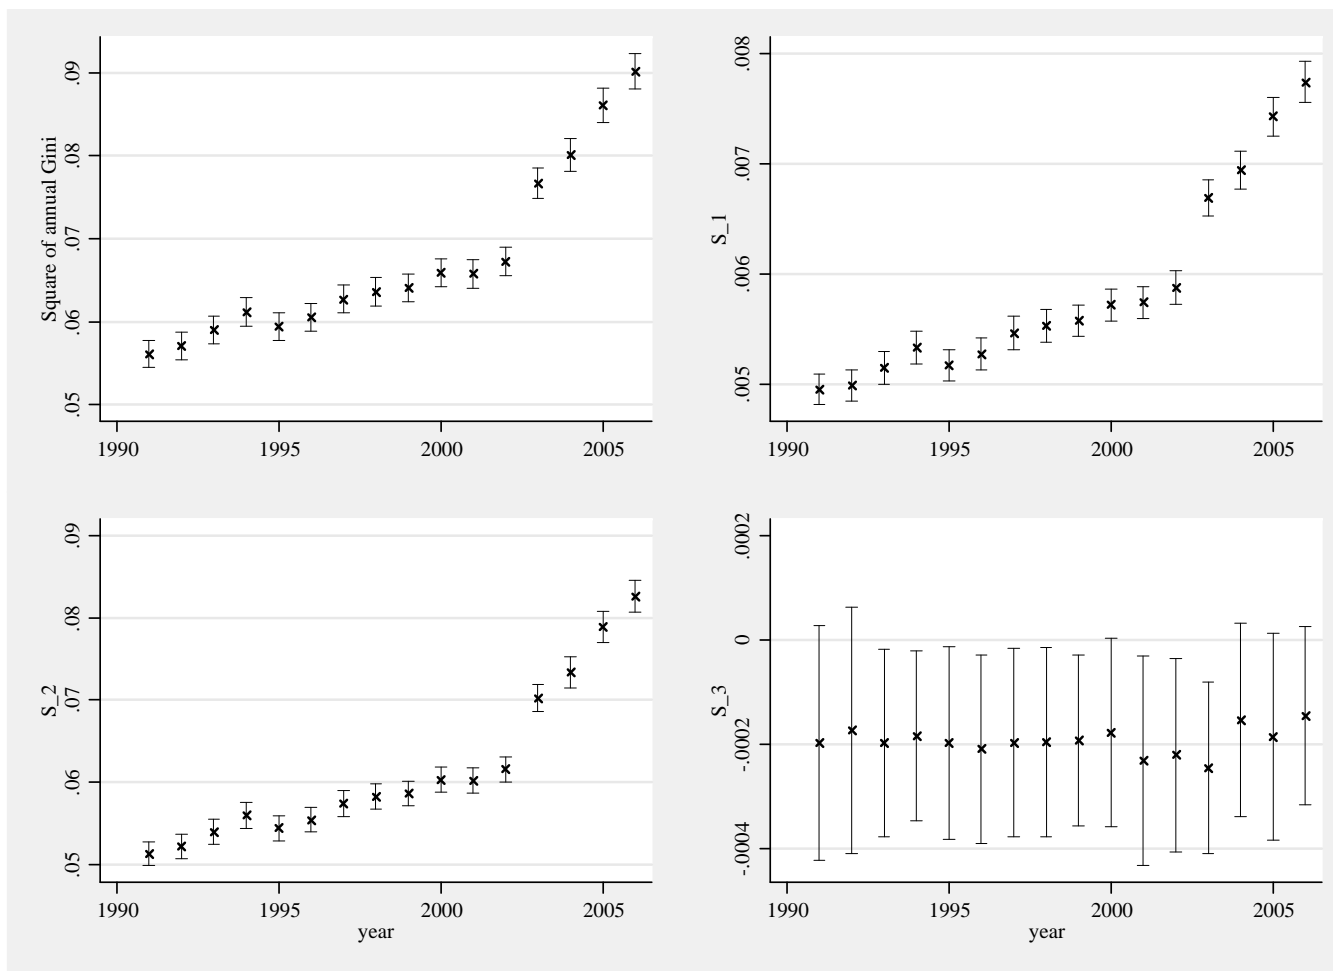 Square of annual Gini
.05 .06 .07 .08 .09
1990 1995 2000 2005
S_1
.005 .006 .007 .008
1990 1995 2000 2005
S_2
.05 .06 .07 .08 .09
1990 1995 2000 2005
year
S_3
-.0004 -.0002 0 .0002
1990 1995 2000 2005
year